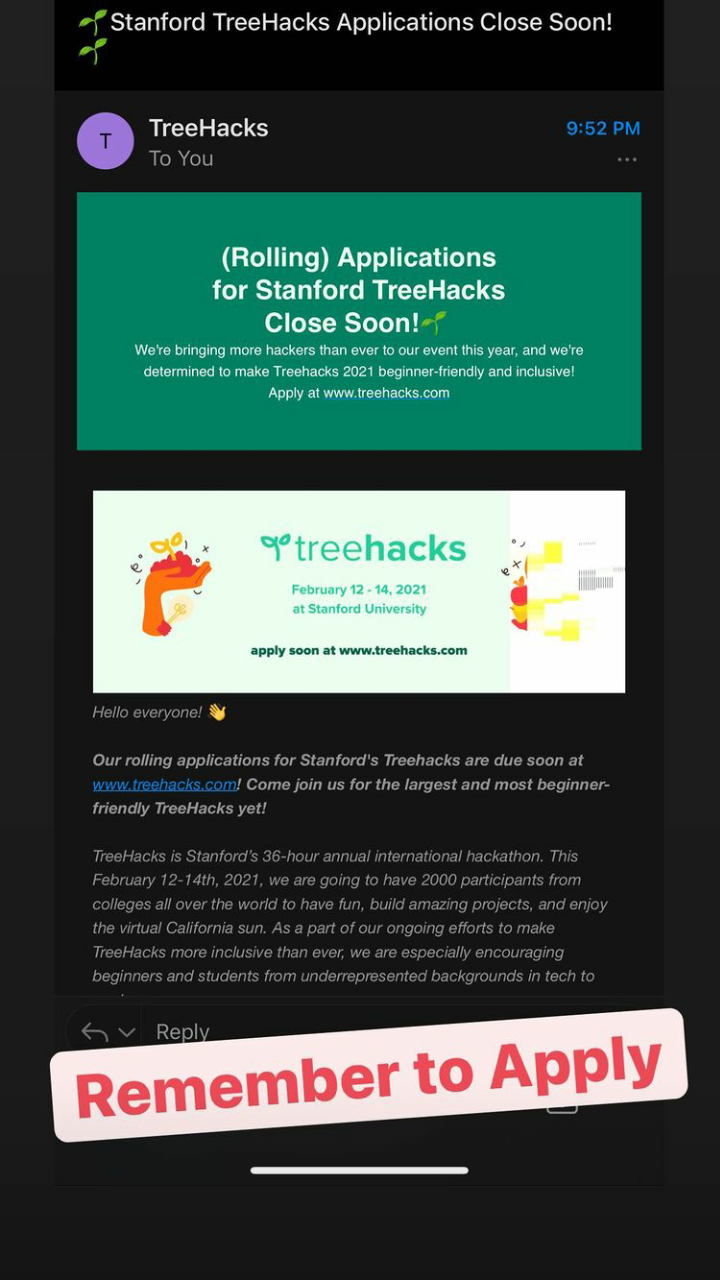 🌱Stanford TreeHacks Applications Close Soon!
🌱
T
TreeHacks
9:52 PM
To You
(Rolling) Applications
for Stanford TreeHacks
Close Soon!🌱
We're bringing more hackers than ever to our event this year, and we're
determined to make Treehacks 2021 beginner-friendly and inclusive!
Apply at www.treehacks.com
treehacks
February 12 - 14, 2021
at Stanford University
apply soon at www.treehacks.com
Hello everyone! 👋
Our rolling applications for Stanford's Treehacks are due soon at
www.treehacks.com! Come join us for the largest and most beginner-
friendly TreeHacks yet!
TreeHacks is Stanford's 36-hour annual international hackathon. This
February 12-14th, 2021, we are going to have 2000 participants from
colleges all over the world to have fun, build amazing projects, and enjoy
the virtual California sun. As a part of our ongoing efforts to make
TreeHacks more inclusive than ever, we are especially encouraging
beginners and students from underrepresented backgrounds in tech to
Reply
Remember to Apply